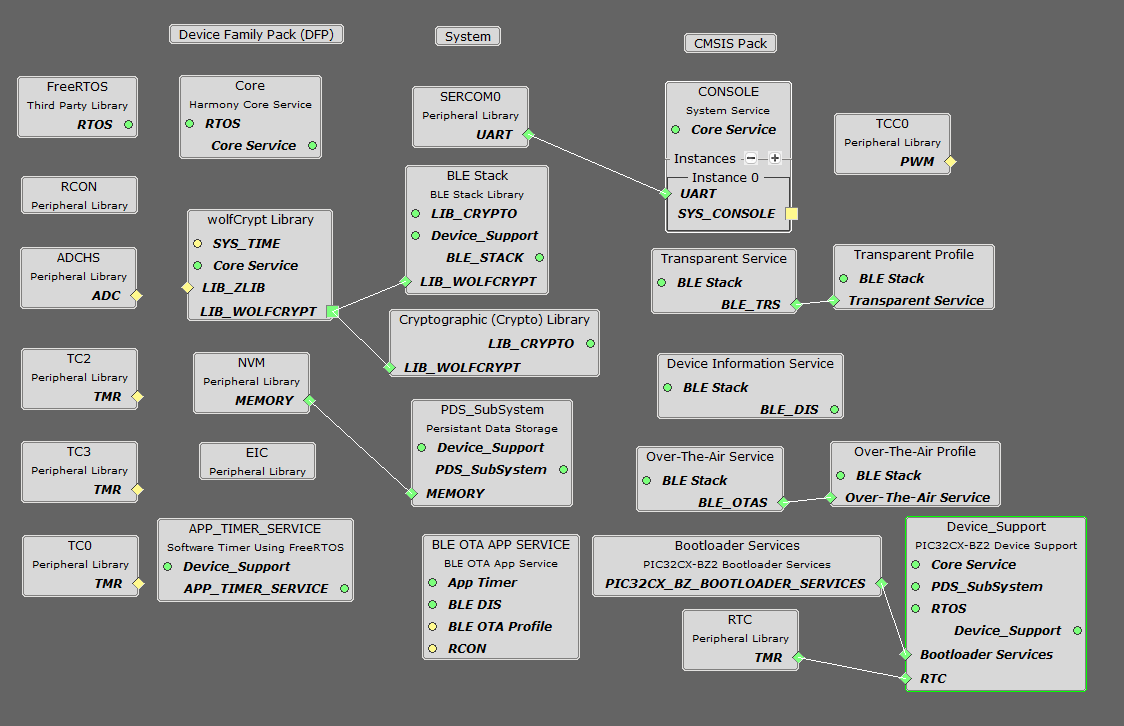 Device Family Pack (DFP)
System
CMSIS Pack
FreeRTOS
Third Party Library
RTOS
Core
Harmony Core Service
RTOS
Core Service
SERCOM0
Peripheral Library
UART
CONSOLE
System Service
Core Service
Instances
Instance 0
UART
SYS_CONSOLE
TCC0
Peripheral Library
PWM
RCON
Peripheral Library
wolfCrypt Library
SYS_TIME
Core Service
LIB_ZLIB
LIB_WOLFCRYPT
BLE Stack
BLE Stack Library
LIB_CRYPTO
Device_Support
BLE_STACK
LIB_WOLFCRYPT
ADCHS
Peripheral Library
ADC
Transparent Service
BLE Stack
BLE_TRS
Transparent Profile
BLE Stack
Transparent Service
Cryptographic (Crypto) Library
LIB_CRYPTO
LIB_WOLFCRYPT
TC2
Peripheral Library
TMR
NVM
Peripheral Library
MEMORY
Device Information Service
BLE Stack
BLE_DIS
PDS_SubSystem
Persistant Data Storage
Device_Support
PDS_SubSystem
MEMORY
TC3
Peripheral Library
TMR
EIC
Peripheral Library
Over-The-Air Service
BLE Stack
BLE_OTAS
Over-The-Air Profile
BLE Stack
Over-The-Air Service
TC0
Peripheral Library
TMR
APP_TIMER_SERVICE
Software Timer Using FreeRTOS
Device_Support
APP_TIMER_SERVICE
BLE OTA APP SERVICE
BLE OTA App Service
App Timer
BLE DIS
BLE OTA Profile
RCON
Bootloader Services
PIC32CX-BZ2 Bootloader Services
PIC32CX_BZ_BOOTLOADER_SERVICES
RTC
Peripheral Library
TMR
Device_Support
PIC32CX-BZ2 Device Support
Core Service
PDS_SubSystem
RTOS
Device_Support
Bootloader Services
RTC